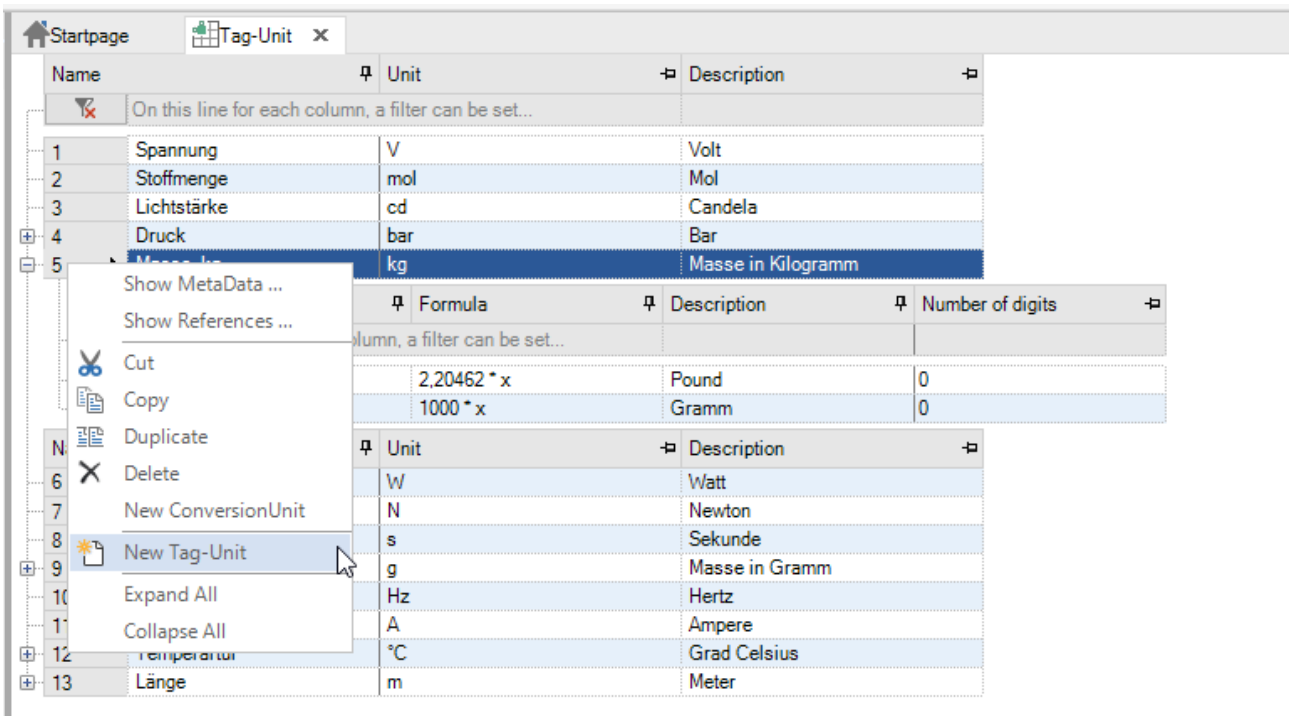 Startpage Tag-Unit
Name Unit Description
On this line for each column, a filter can be set...
1 Spannung V Volt
2 Stoffmenge mol Mol
3 Lichtstärke cd Candela
4 Druck bar Bar
5 kg Masse in Kilogramm
Show MetaData ...
Formula Description Number of digits
Show References ...
column, a filter can be set...
Cut
2,20462 * x Pound 0
Copy
1000 * x Gramm 0
Duplicate
Unit Description
Delete
6 W Watt
New ConversionUnit
7 N Newton
8 s Sekunde
New Tag-Unit
9 g Masse in Gramm
Expand All
Hz Hertz
Collapse All
A Ampere
12 °C Grad Celsius
13 Länge m Meter